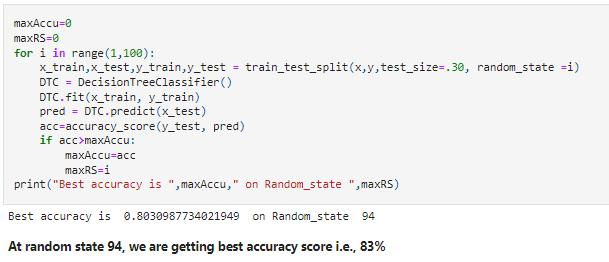 maxAccu=0
maxRS=0
for i in range(1,100):
    x_train,x_test,y_train,y_test = train_test_split(x,y,test_size=.30, random_state =i)
    DTC = DecisionTreeClassifier()
    DTC.fit(x_train, y_train)
    pred = DTC.predict(x_test)
    acc=accuracy_score(y_test, pred)
    if acc>maxAccu:
        maxAccu=acc
        maxRS=i
print("Best accuracy is ",maxAccu," on Random_state ",maxRS)
Best accuracy is  0.8030987734021949  on Random_state  94
At random state 94, we are getting best accuracy score i.e., 83%